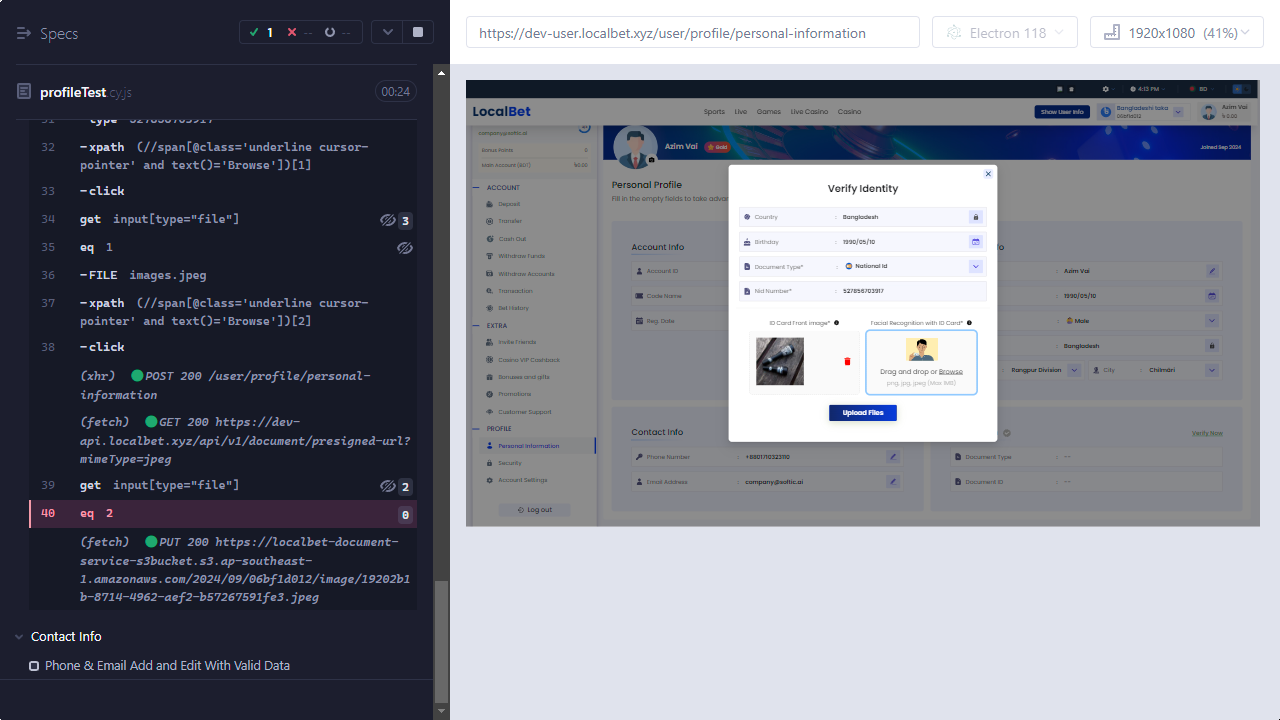 Specs
1
--
--
profileTest.cy.js
00:24
32 -xpath (//span[@class='underline cursor-
pointer' and text()='Browse'])[1]
33 -click
34 get input[type="file"] 3
35 eq 1
36 -FILE images.jpeg
37 -xpath (//span[@class='underline cursor-
pointer' and text()='Browse'])[2]
38 -click
(xhr) POST 200 /user/profile/personal-
information
(fetch) GET 200 https://dev-
api.localbet.xyz/api/v1/document/presigned-url?
mimeType=jpeg
39 get input[type="file"] 2
40 eq 2 0
(fetch) PUT 200 https://localbet-document-
service-s3bucket.s3.ap-southeast-
1.amazonaws.com/2024/09/06bf1d012/image/19202b1
b-8714-4962-aef2-b57267591fe3.jpeg
Contact Info
Phone & Email Add and Edit With Valid Data
https://dev-user.localbet.xyz/user/profile/personal-information
Electron 118
1920x1080 (41%)
4:13 PM
BD
LocalBet
Sports
Live
Games
Live Casino
Casino
Show User Info
Bangladeshi taka
Azim Vai
৳ 0.00
company@softic.ai
Bonus Points 0
Main Account (BDT) ৳0.00
ACCOUNT
Deposit
Transfer
Cash Out
Withdraw Funds
Withdraw Accounts
Transaction
Bet History
EXTRA
Invite Friends
Casino VIP Cashback
Bonuses and gifts
Promotions
Customer Support
PROFILE
Personal Information
Security
Account Settings
Log out
Azim Vai
Gold
Joined Sep 2024
Personal Profile
Fill in the empty fields to take advan
Account Info
Account ID
Code Name
Reg. Date
Contact Info
Phone Number : +8801710323110
Email Address : company@softic.ai
: Azim Vai
: 1990/05/10
: Male
: Bangladesh
: Rangpur Division
City : Chilmāri
Verify Now
Document Type : --
Document ID : --
Verify Identity
Country : Bangladesh
Birthday : 1990/05/10
Document Type* : National Id
Nid Number* : 527856703917
ID Card Front image*
Facial Recognition with ID Card*
Drag and drop or Browse
png, jpg, jpeg (Max 1MB)
Upload Files